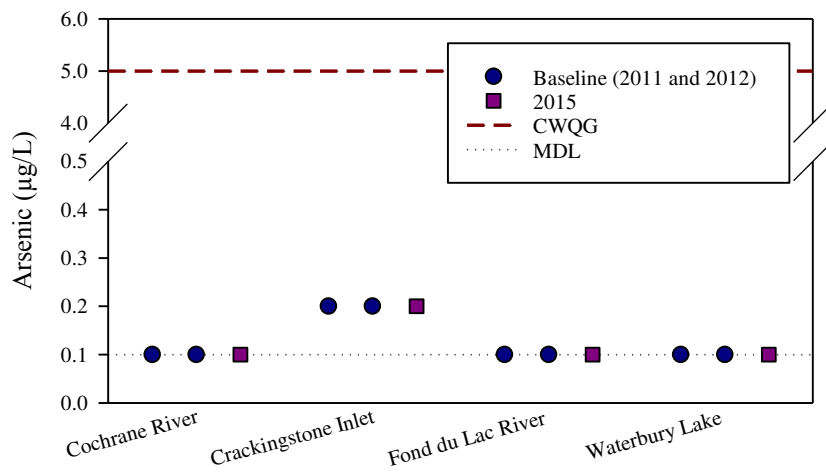 6.0
5.0
4.0
0.5
0.4
0.3
0.2
0.1
0.0
Arsenic (µg/L)
Baseline (2011 and 2012)
2015
CWQG
MDL
Cochrane River
Crackingstone Inlet
Fond du Lac River
Waterbury Lake